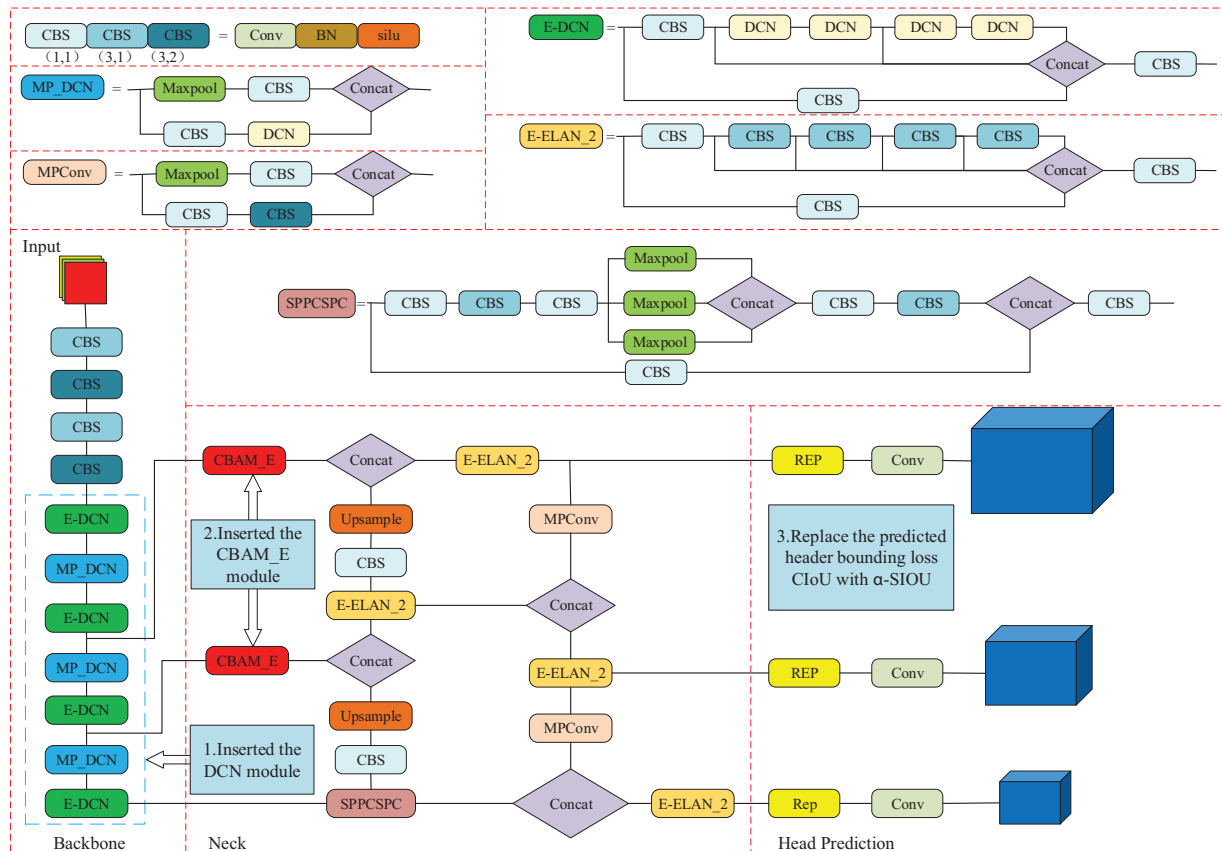 CBS CBS CBS = Conv BN silu
(1,1) (3,1) (3,2)
MP_DCN = Maxpool CBS Concat
CBS DCN
MPConv = Maxpool CBS Concat
CBS CBS
E-DCN = CBS DCN DCN DCN DCN
Concat CBS
CBS
E-ELAN_2 = CBS CBS CBS CBS CBS
Concat CBS
CBS
Input
CBS
CBS
CBS
CBS
E-DCN
MP_DCN
E-DCN
MP_DCN
E-DCN
MP_DCN
E-DCN
Backbone
Maxpool
SPPCSPC = CBS CBS CBS Maxpool Concat CBS CBS Concat CBS
Maxpool
CBS
CBAM_E Concat E-ELAN_2
2.Inserted the
CBAM_E
module
Upsample
MPConv
CBS
E-ELAN_2 Concat
CBAM_E Concat E-ELAN_2
1.Inserted the
DCN module
Upsample
MPConv
CBS
SPPCSPC Concat E-ELAN_2
Neck
REP Conv
3.Replace the predicted
header bounding loss
CIoU with α-SIOU
REP Conv
Rep Conv
Head Prediction